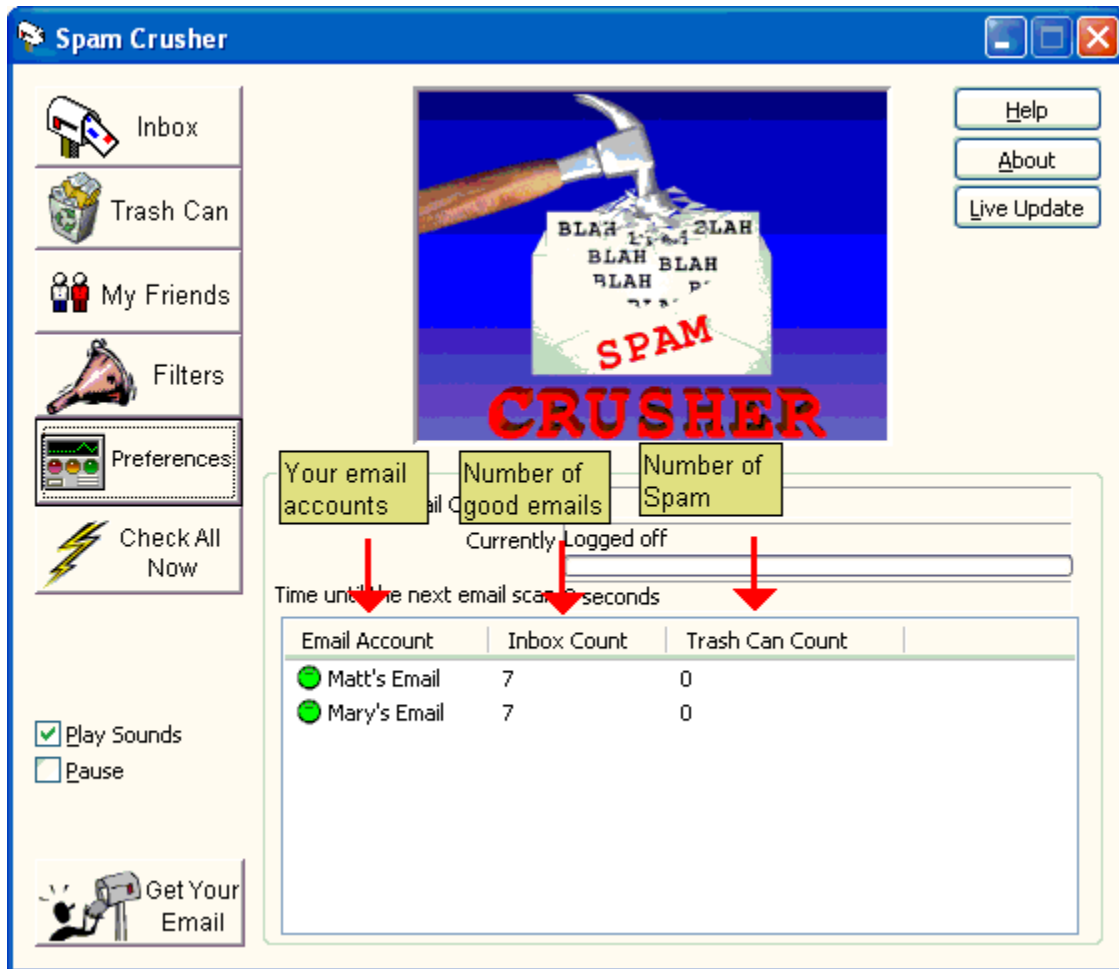 Spam Crusher
Inbox
Trash Can
My Friends
Filters
Preferences
Check All
Now
Play Sounds
Pause
Get Your
Email
BLAH BLAH
BLAH BLAH
BLAH
SPAM
CRUSHER
Help
About
Live Update
Your email
accounts
Number of
good emails
Number of
Spam
Currently Logged off
Time until the next email scan seconds
Email Account Inbox Count Trash Can Count
Matt's Email 7 0
Mary's Email 7 0